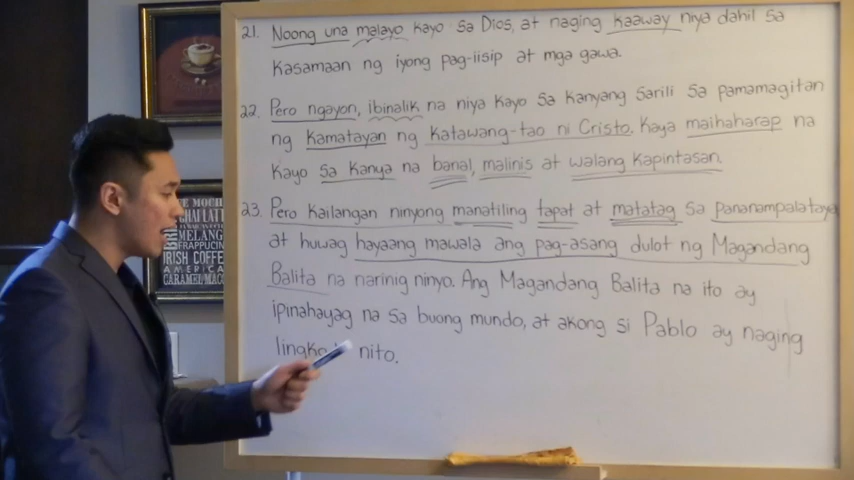 21. Noong una malayo kayo sa Dios, at naging kaaway niya dahil sa
kasamaan ng iyong pag-iisip at mga gawa.
22. Pero ngayon, ibinalik na niya kayo sa kanyang sarili sa pamamagitan
ng kamatayan ng katawang-tao ni Cristo. Kaya maihaharap na
kayo sa kanya na banal, malinis at walang kapintasan.
23. Pero kailangan ninyong manatiling tapat at matatag sa pananampalataya
at huwag hayaang mawala ang pag-asang dulot ng Magandang
Balita na narinig ninyo. Ang Magandang Balita na ito ay
ipinahayag na sa buong mundo, at akong si Pablo ay naging
nito.
MELANG
FRAPPUCCIN
IRISH COFFE
AMERICA
CARAMEL MAC